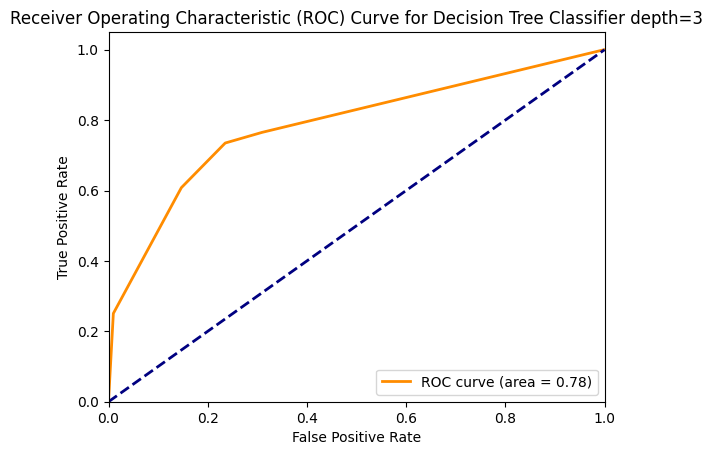 Receiver Operating Characteristic (ROC) Curve for Decision Tree Classifier depth=3
1.0
0.8
0.6
0.4
0.2
0.0
True Positive Rate
ROC curve (area = 0.78)
0.0 0.2 0.4 0.6 0.8 1.0
False Positive Rate